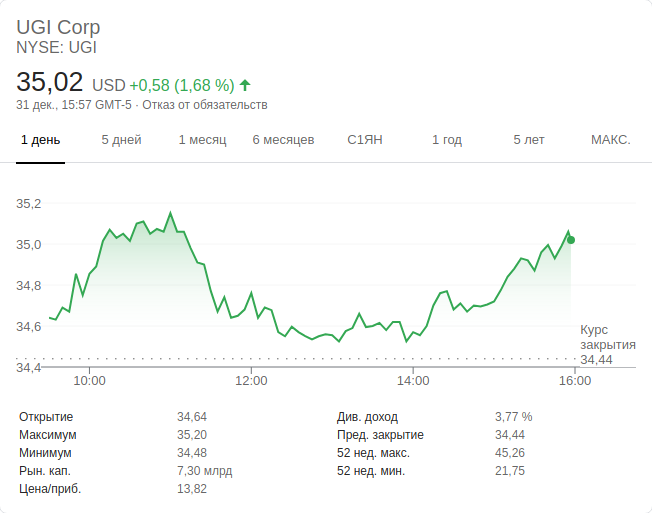 UGI Corp
NYSE: UGI
35,02 USD +0,58 (1,68 %)
31 дек., 15:57 GMT-5 · Отказ от обязательств
1 день 5 дней 1 месяц 6 месяцев С1ЯН 1 год 5 лет МАКС.
35,2
35,0
34,8
34,6
34,4
Курс
закрытия
34,44
10:00 12:00 14:00 16:00
Открытие 34,64 Див. доход 3,77 %
Максимум 35,20 Пред. закрытие 34,44
Минимум 34,48 52 нед. макс. 45,26
Рын. кап. 7,30 млрд 52 нед. мин. 21,75
Цена/приб. 13,82